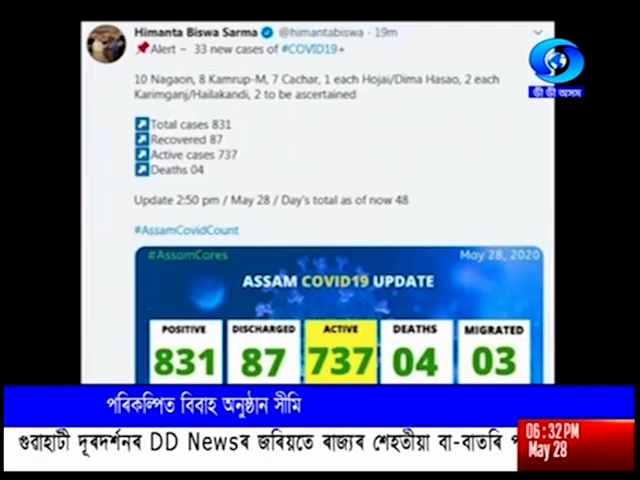 Himanta Biswa Sarma @himantabiswa · 19m
Alert ~ 33 new cases of #COVID19+
10 Nagaon, 8 Kamrup-M, 7 Cachar, 1 each Hojai/Dima Hasao, 2 each
Karimganj/Hailakandi, 2 to be ascertained
Total cases 831
Recovered 87
Active cases 737
Deaths 04
Update 2:50 pm / May 28 / Day's total as of now 48
#AssamCovidCount
#AssamCares May 28, 2020
ASSAM COVID19 UPDATE
POSITIVE DISCHARGED ACTIVE DEATHS MIGRATED
831 87 737 04 03
ডী ডী অসম
পৰিকল্পিত বিবাহ অনুষ্ঠান সীমি
গুৱাহাটী দূৰদৰ্শনৰ DD Newsৰ জৰিয়তে ৰাজ্যৰ শেহতীয়া বা-বাতৰি
06:32PM
May 28